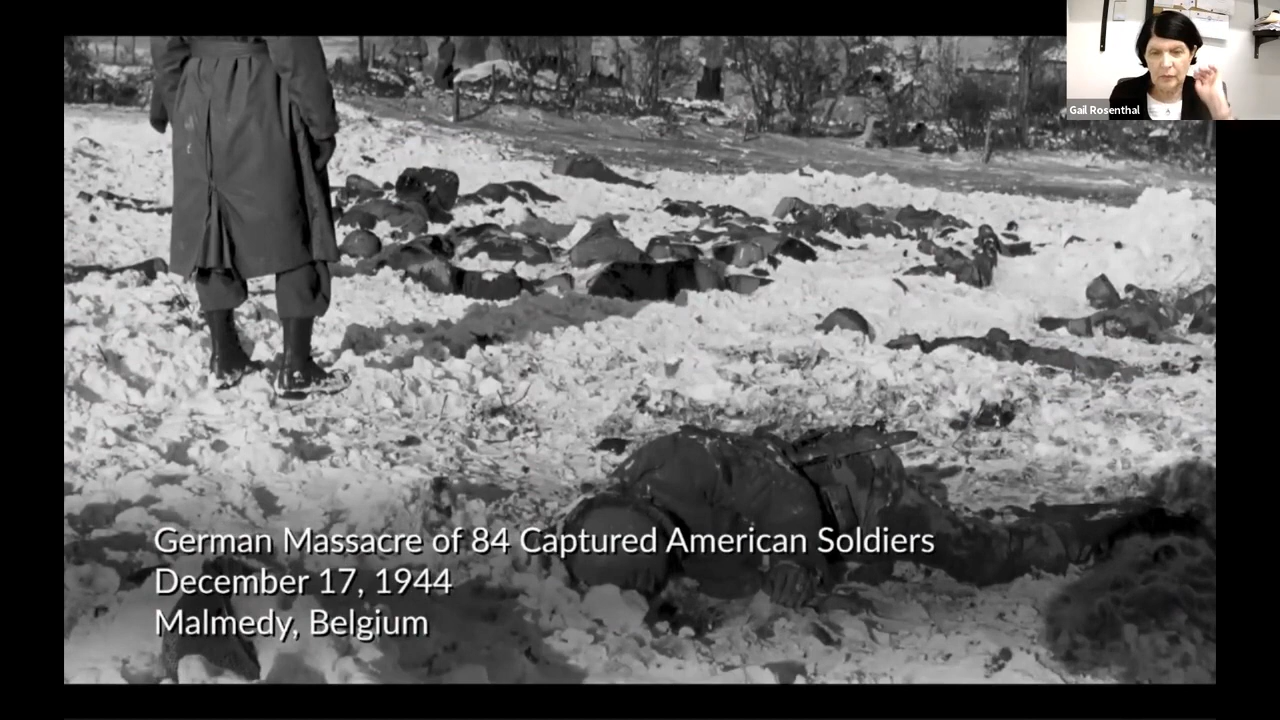 Gail Rosenthal
German Massacre of 84 Captured American Soldiers
December 17, 1944
Malmedy, Belgium